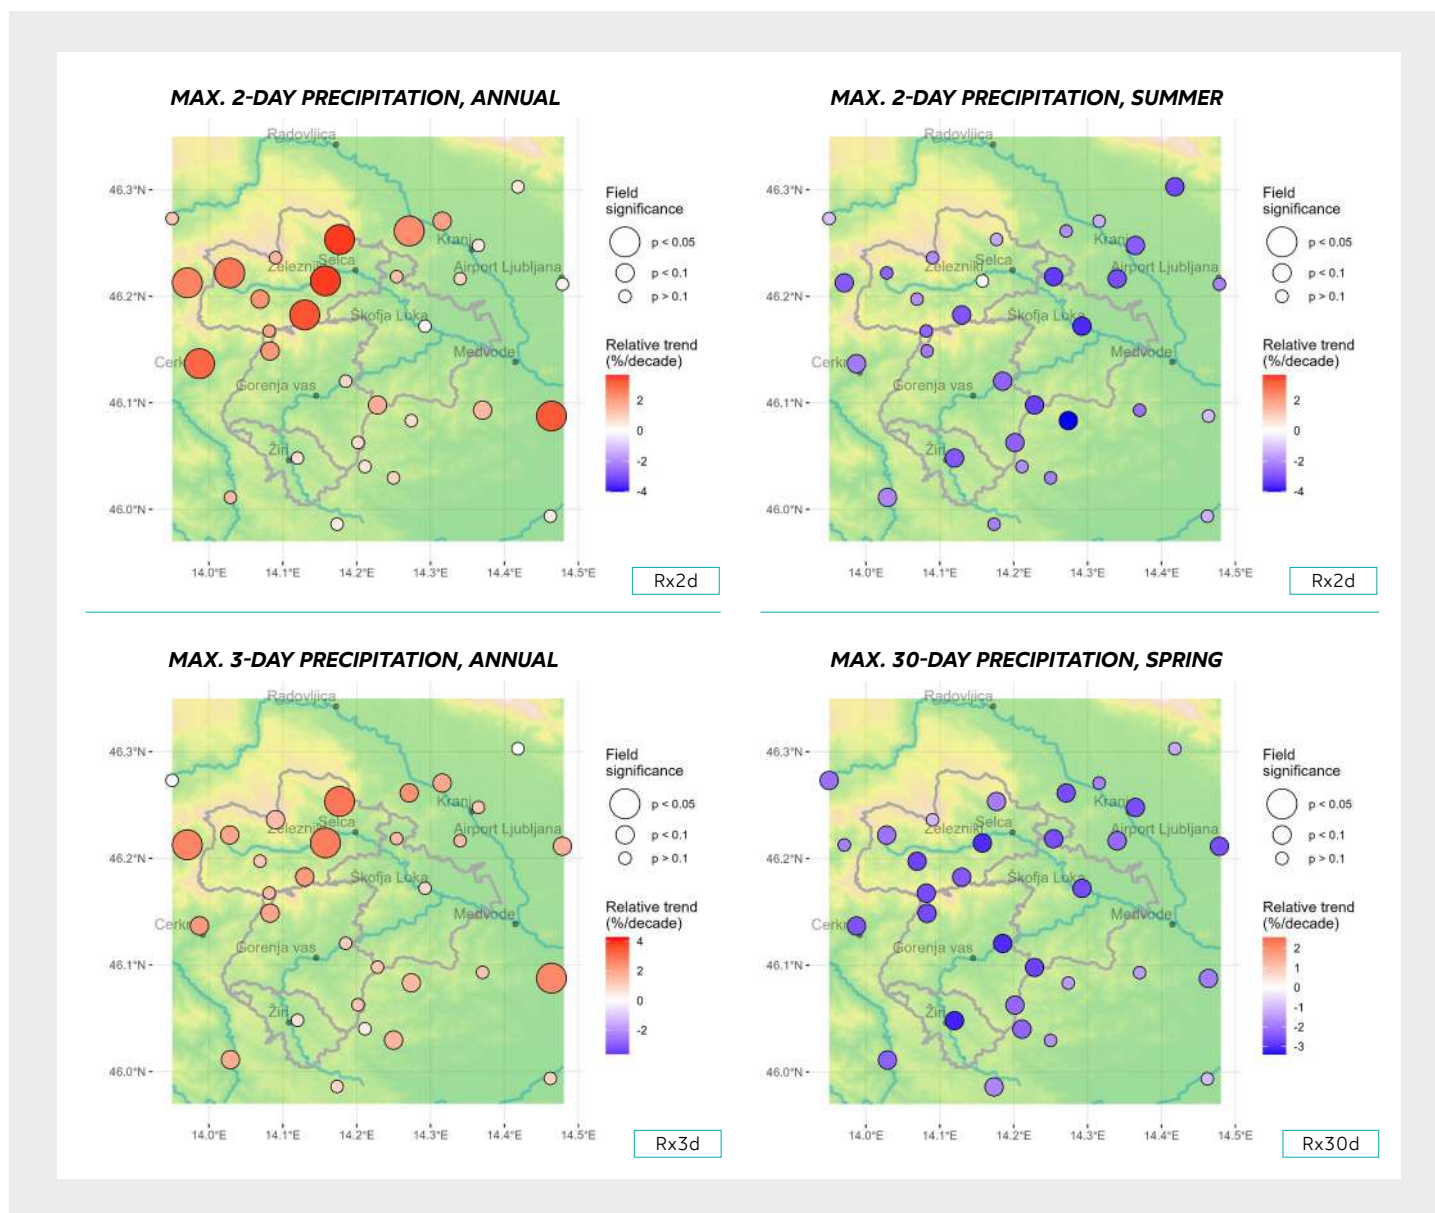 MAX. 2-DAY PRECIPITATION, ANNUAL
Radovljica
46.3°N
46.2°N
46.1°N
46.0°N
Kranj
Železniki
Selca
Airport Ljubljana
Škofja Loka
Medvode
Gorenja vas
Žiri
14.0°E 14.1°E 14.2°E 14.3°E 14.4°E 14.5°E
Field
significance
p < 0.05
p < 0.1
p > 0.1
Relative trend
(%/decade)
2
0
-2
-4
Rx2d
MAX. 2-DAY PRECIPITATION, SUMMER
Radovljica
46.3°N
46.2°N
46.1°N
46.0°N
Kranj
Železniki
Selca
Airport Ljubljana
Škofja Loka
Medvode
Gorenja vas
Žiri
14.0°E 14.1°E 14.2°E 14.3°E 14.4°E 14.5°E
Field
significance
p < 0.05
p < 0.1
p > 0.1
Relative trend
(%/decade)
2
0
-2
-4
Rx2d
MAX. 3-DAY PRECIPITATION, ANNUAL
Radovljica
46.3°N
46.2°N
46.1°N
46.0°N
Kranj
Železniki
Selca
Airport Ljubljana
Škofja Loka
Medvode
Gorenja vas
Žiri
14.0°E 14.1°E 14.2°E 14.3°E 14.4°E 14.5°E
Field
significance
p < 0.05
p < 0.1
p > 0.1
Relative trend
(%/decade)
4
2
0
-2
Rx3d
MAX. 30-DAY PRECIPITATION, SPRING
Radovljica
46.3°N
46.2°N
46.1°N
46.0°N
Kranj
Železniki
Selca
Airport Ljubljana
Škofja Loka
Medvode
Gorenja vas
Žiri
14.0°E 14.1°E 14.2°E 14.3°E 14.4°E 14.5°E
Field
significance
p < 0.05
p < 0.1
p > 0.1
Relative trend
(%/decade)
2
1
0
-1
-2
-3
Rx30d